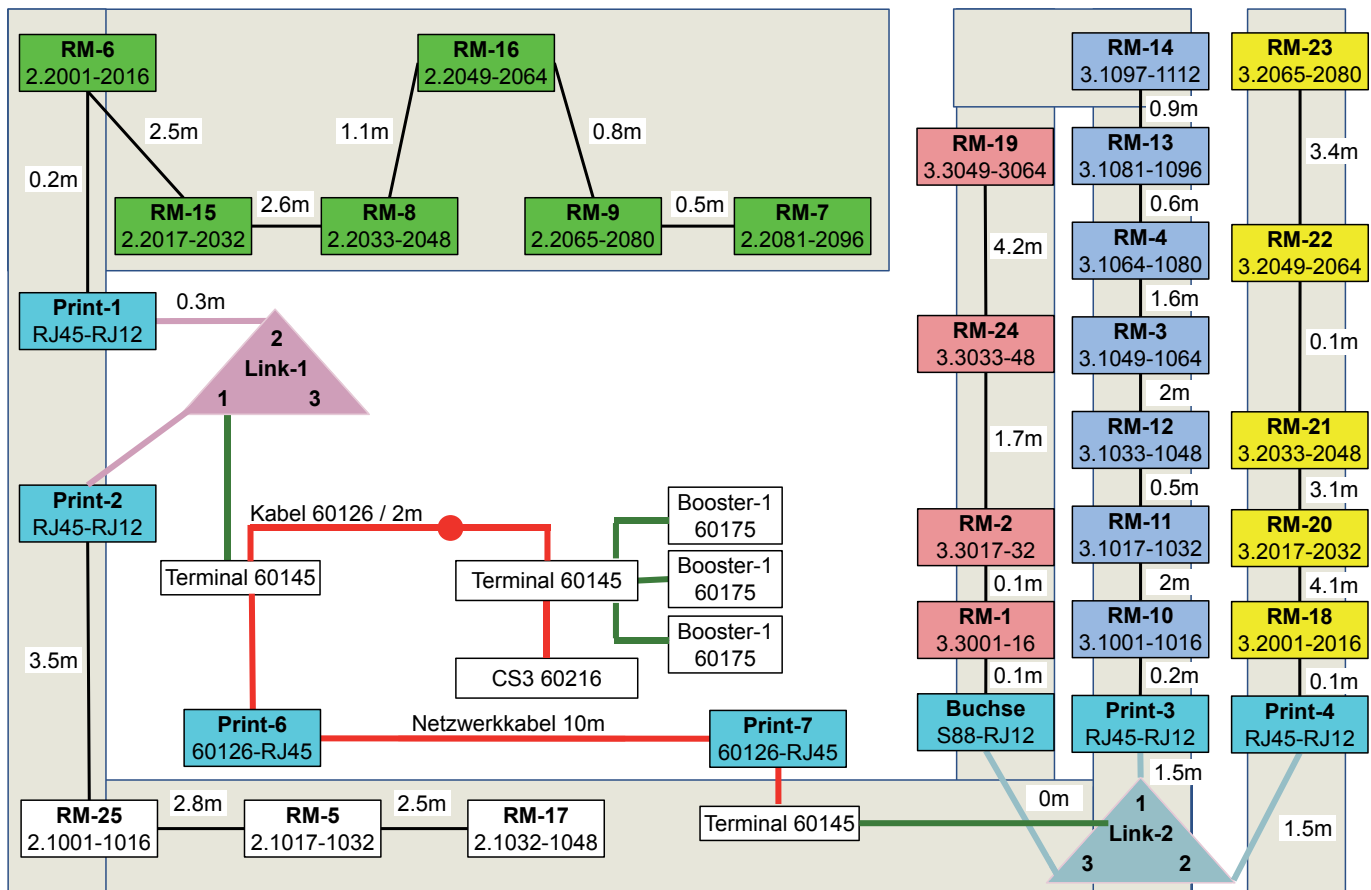 RM-6
2.2001-2016
RM-16
2.2049-2064
2.5m
1.1m
0.8m
0.2m
RM-15
2.2017-2032
2.6m
RM-8
2.2033-2048
RM-9
2.2065-2080
0.5m
RM-7
2.2081-2096
Print-1
RJ45-RJ12
0.3m
2
Link-1
1
3
Print-2
RJ45-RJ12
Kabel 60126 / 2m
Terminal 60145
Terminal 60145
Booster-1
60175
Booster-1
60175
Booster-1
60175
CS3 60216
3.5m
Print-6
60126-RJ45
Netzwerkkabel 10m
Print-7
60126-RJ45
RM-25
2.1001-1016
2.8m
RM-5
2.1017-1032
2.5m
RM-17
2.1032-1048
Terminal 60145
RM-19
3.3049-3064
4.2m
RM-24
3.3033-48
1.7m
RM-2
3.3017-32
0.1m
RM-1
3.3001-16
0.1m
Buchse
S88-RJ12
0m
RM-14
3.1097-1112
0.9m
RM-13
3.1081-1096
0.6m
RM-4
3.1064-1080
1.6m
RM-3
3.1049-1064
2m
RM-12
3.1033-1048
0.5m
RM-11
3.1017-1032
2m
RM-10
3.1001-1016
0.2m
Print-3
RJ45-RJ12
1.5m
RM-23
3.2065-2080
3.4m
RM-22
3.2049-2064
0.1m
RM-21
3.2033-2048
3.1m
RM-20
3.2017-2032
4.1m
RM-18
3.2001-2016
0.1m
Print-4
RJ45-RJ12
1.5m
1
Link-2
3
2